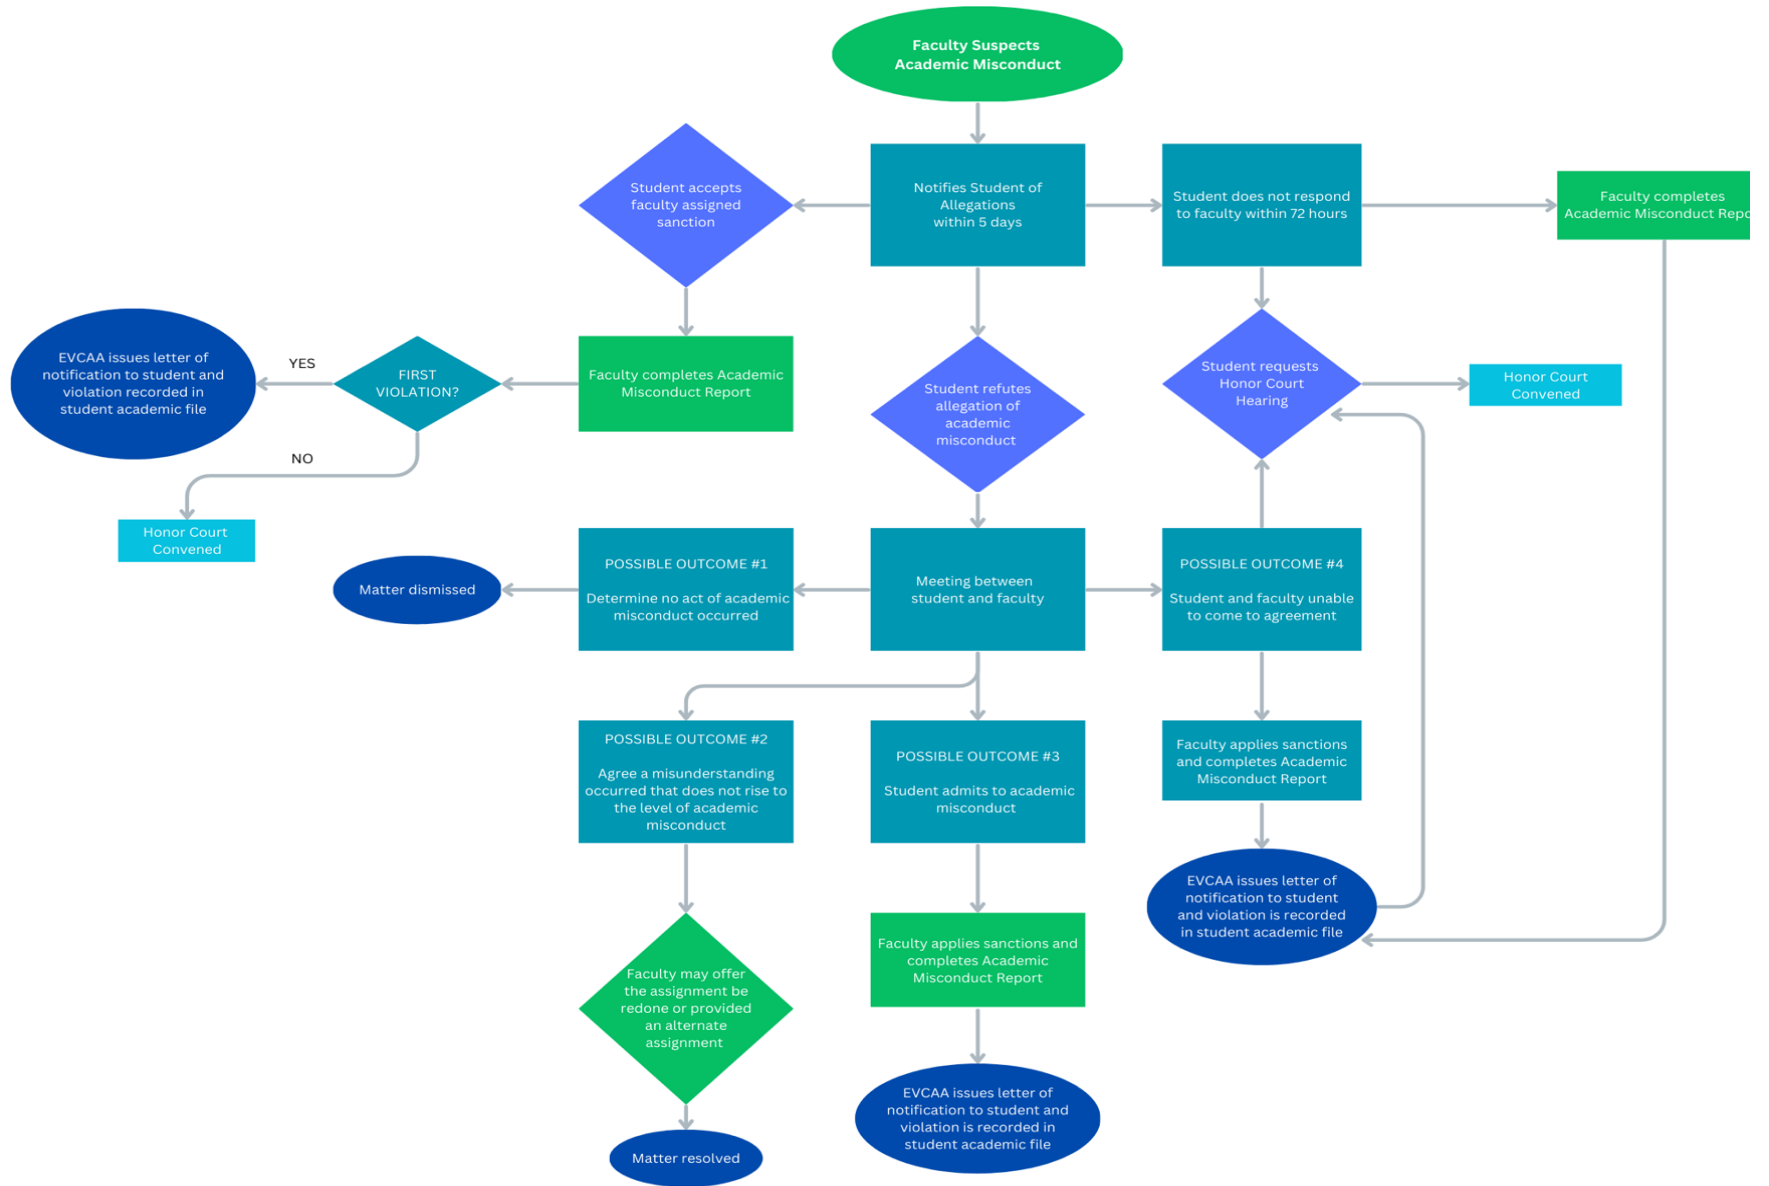 Faculty Suspects
Academic Misconduct
Student accepts
faculty assigned
sanction
Notifies Student of
Allegations
within 5 days
Student does not respond
to faculty within 72 hours
Faculty completes
Academic Misconduct Repo
EVCAA issues letter of
notification to student and
violation recorded in
student academic file
YES
FIRST
VIOLATION?
NO
Faculty completes Academic
Misconduct Report
Student refutes
allegation of
academic
misconduct
Student requests
Honor Court
Hearing
Honor Court
Convened
Honor Court
Convened
Matter dismissed
POSSIBLE OUTCOME #1
Determine no act of academic
misconduct occurred
Meeting between
student and faculty
POSSIBLE OUTCOME #4
Student and faculty unable
to come to agreement
POSSIBLE OUTCOME #2
Agree a misunderstanding
occurred that does not rise to
the level of academic
misconduct
POSSIBLE OUTCOME #3
Student admits to academic
misconduct
Faculty applies sanctions
and completes Academic
Misconduct Report
EVCAA issues letter of
notification to student
and violation is recorded
in student academic file
Faculty may offer
the assignment be
redone or provided
an alternate
assignment
Faculty applies sanctions and
completes Academic
Misconduct Report
EVCAA issues letter of
notification to student and
violation is recorded in
student academic file
Matter resolved